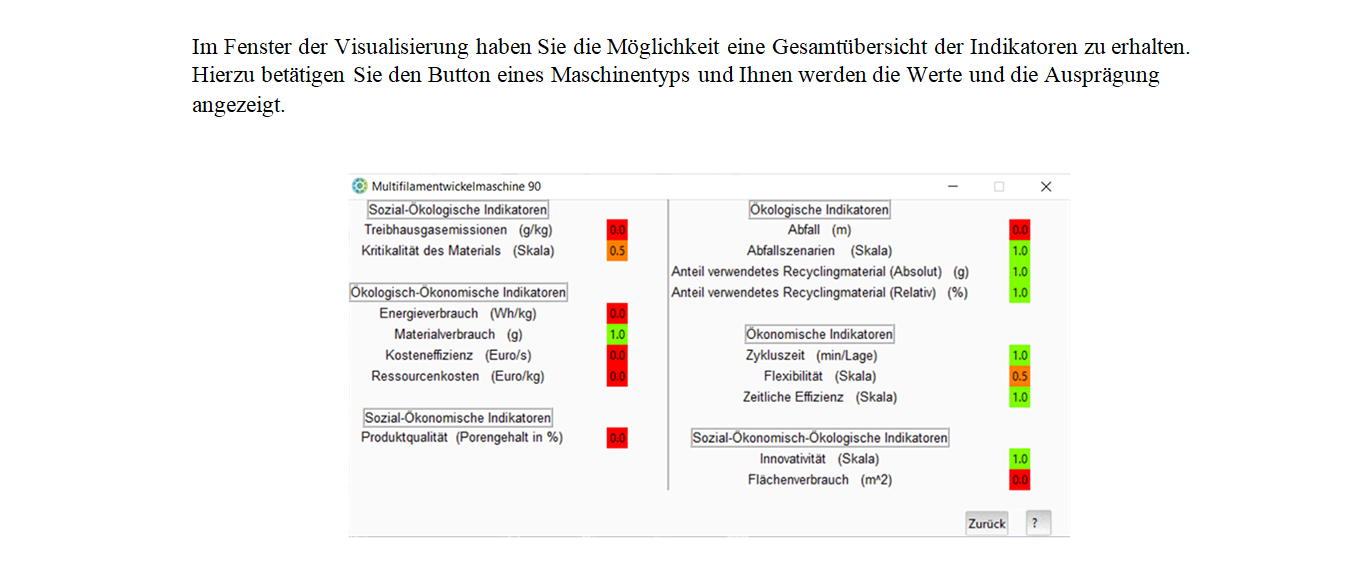 Im Fenster der Visualisierung haben Sie die Möglichkeit eine Gesamtübersicht der Indikatoren zu erhalten.
Hierzu betätigen Sie den Button eines Maschinentyps und Ihnen werden die Werte und die Ausprägung
angezeigt.
Multifilamentwickelmaschine 90
Sozial-Ökologische Indikatoren
Treibhausgasemissionen (g/kg) 0.0
Kritikalität des Materials (Skala) 0.5
Ökologisch-Ökonomische Indikatoren
Energieverbrauch (Wh/kg) 0.0
Materialverbrauch (g) 1.0
Kosteneffizienz (Euro/s) 0.0
Ressourcenkosten (Euro/kg) 0.0
Sozial-Ökonomische Indikatoren
Produktqualität (Porengehalt in %) 0.0
Ökologische Indikatoren
Abfall (m) 0.0
Abfallszenarien (Skala) 1.0
Anteil verwendetes Recyclingmaterial (Absolut) (g) 1.0
Anteil verwendetes Recyclingmaterial (Relativ) (%) 1.0
Ökonomische Indikatoren
Zykluszeit (min/Lage) 1.0
Flexibilität (Skala) 0.5
Zeitliche Effizienz (Skala) 1.0
Sozial-Ökonomisch-Ökologische Indikatoren
Innovativität (Skala) 1.0
Flächenverbrauch (m^2) 0.0
Zurück ?